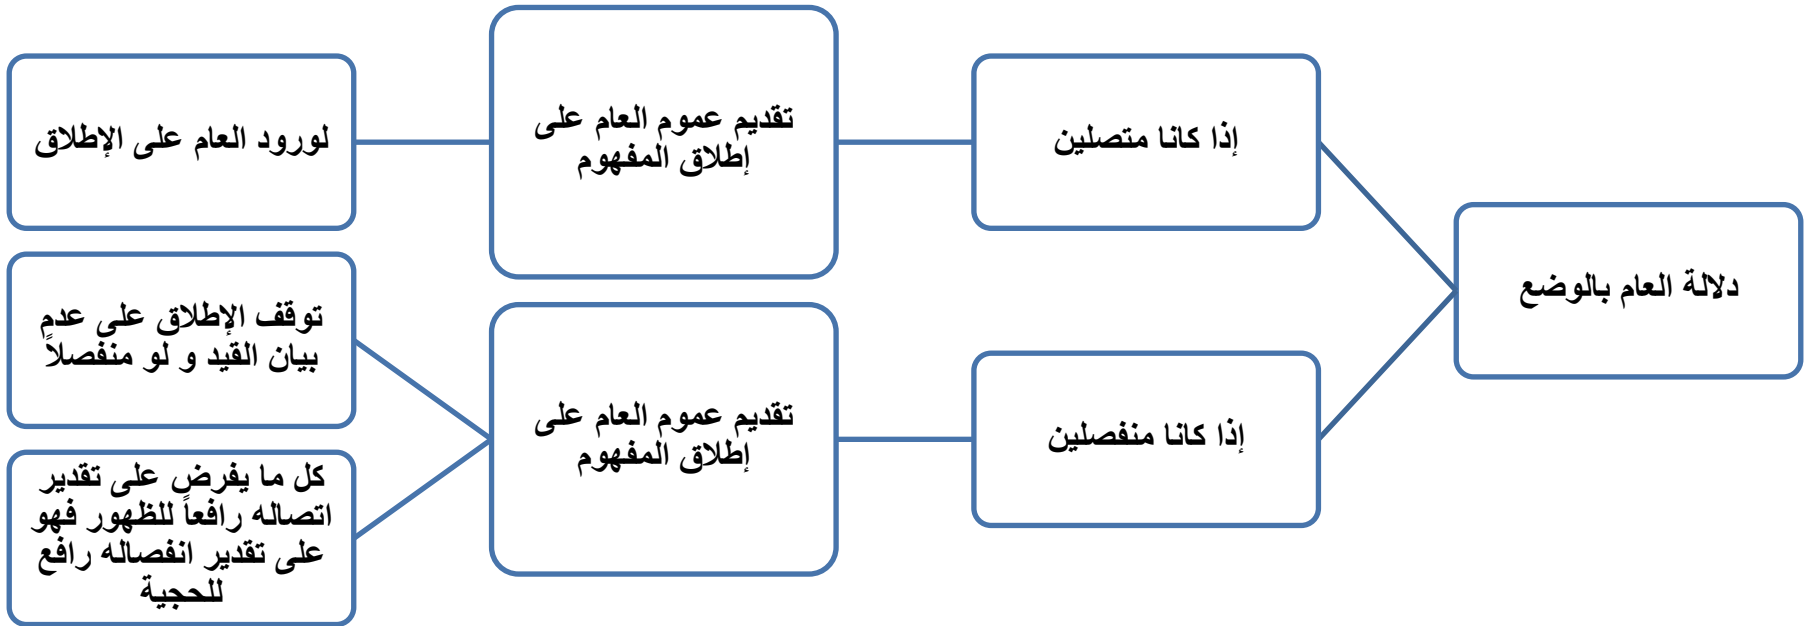 دلالة العام بالوضع
إذا كانا متصلين
تقديم عموم العام على
إطلاق المفهوم
لورود العام على الإطلاق
إذا كانا منفصلين
تقديم عموم العام على
إطلاق المفهوم
توقف الإطلاق على عدم
بيان القيد و لو منفصلاً
كل ما يفرض على تقدير
اتصاله رافعاً للظهور فهو
على تقدير انفصاله رافع
للحجية